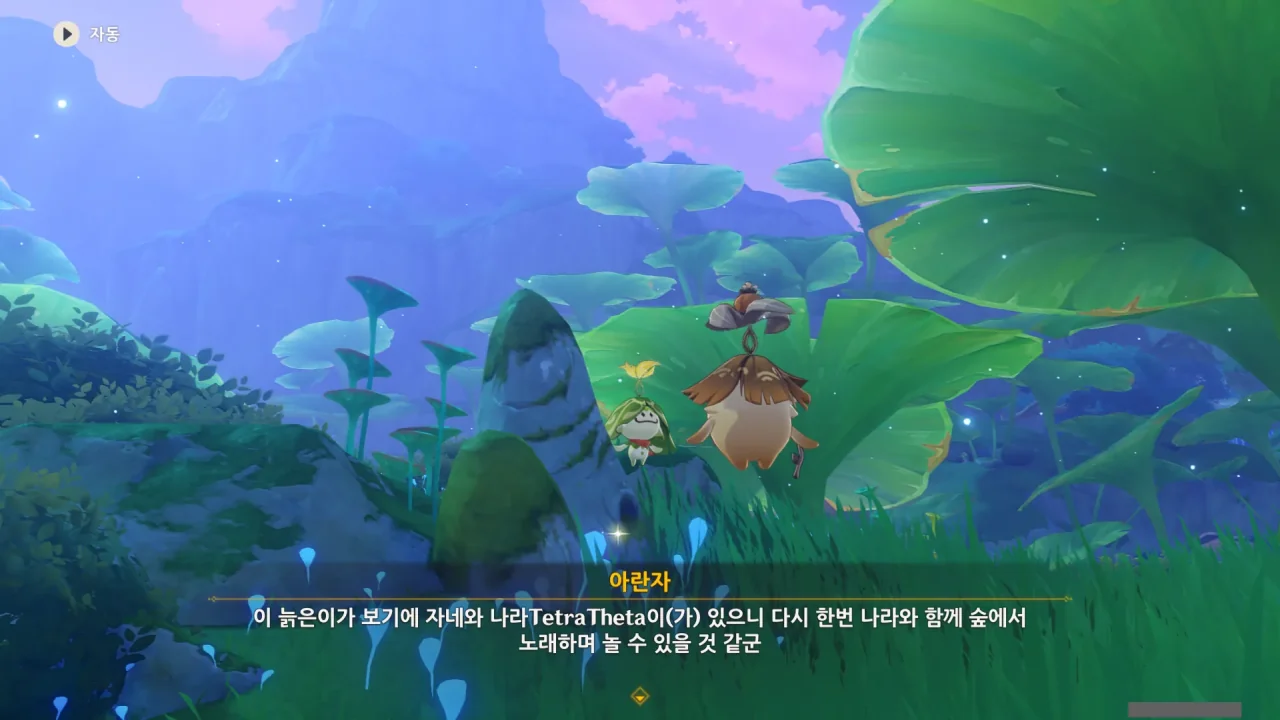 자동
아란자
이 늙은이가 보기에 자네와 나라TetraTheta이(가) 있으니 다시 한번 나라와 함께 숲에서
노래하며 놀 수 있을 것 같군